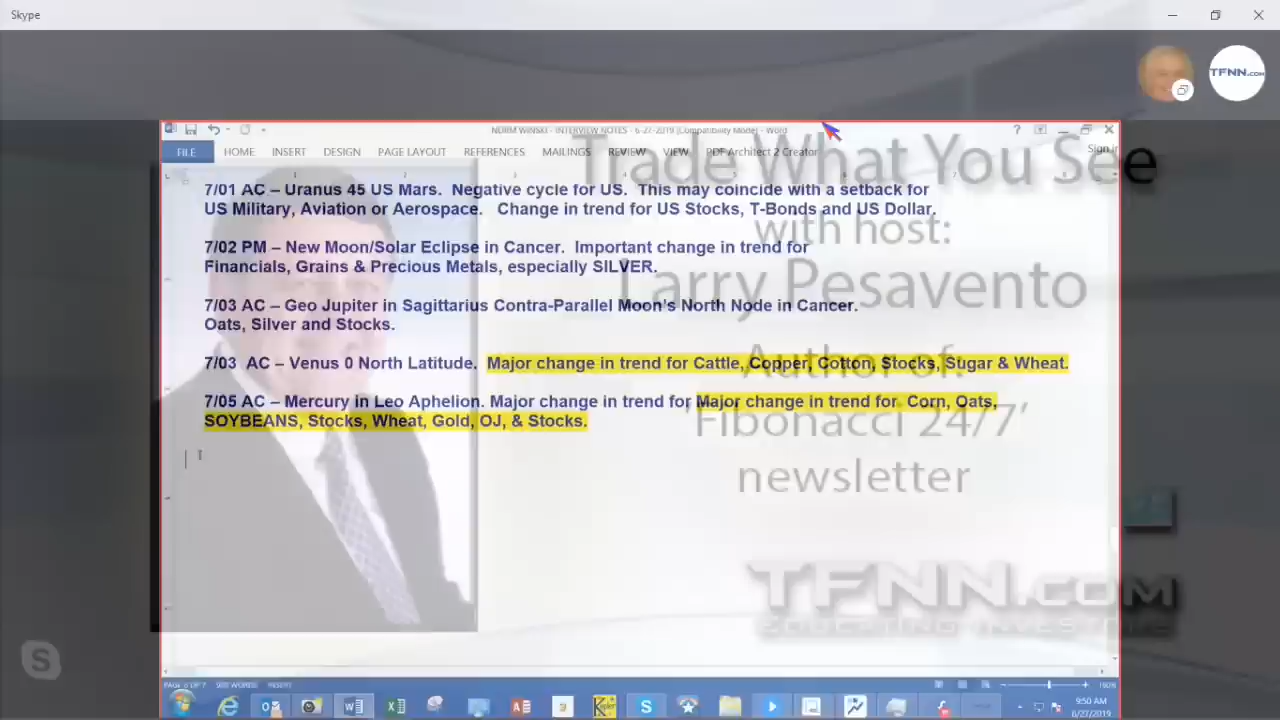 Skype
TFNN.COM
NORM WINSKI - INTERVIEW NOTES - 6-27-2019 [Compatibility Mode] - Word
FILE HOME INSERT DESIGN PAGE LAYOUT REFERENCES MAILINGS REVIEW VIEW PDF Architect 2 Creator Sign in
7/01 AC – Uranus 45 US Mars. Negative cycle for US. This may coincide with a setback for
US Military, Aviation or Aerospace. Change in trend for US Stocks, T-Bonds and US Dollar.
7/02 PM – New Moon/Solar Eclipse in Cancer. Important change in trend for
Financials, Grains & Precious Metals, especially SILVER.
7/03 AC – Geo Jupiter in Sagittarius Contra-Parallel Moon's North Node in Cancer.
Oats, Silver and Stocks.
7/03 AC – Venus 0 North Latitude. Major change in trend for Cattle, Copper, Cotton, Stocks, Sugar & Wheat.
7/05 AC – Mercury in Leo Aphelion. Major change in trend for Major change in trend for Corn, Oats,
SOYBEANS, Stocks, Wheat, Gold, OJ, & Stocks.
Trade What You See
with host:
Larry Pesavento
Author of:
'Fibonacci 24/7'
newsletter
TFNN.COM
EDUCATING INVESTORS
9:50 AM
6/27/2019